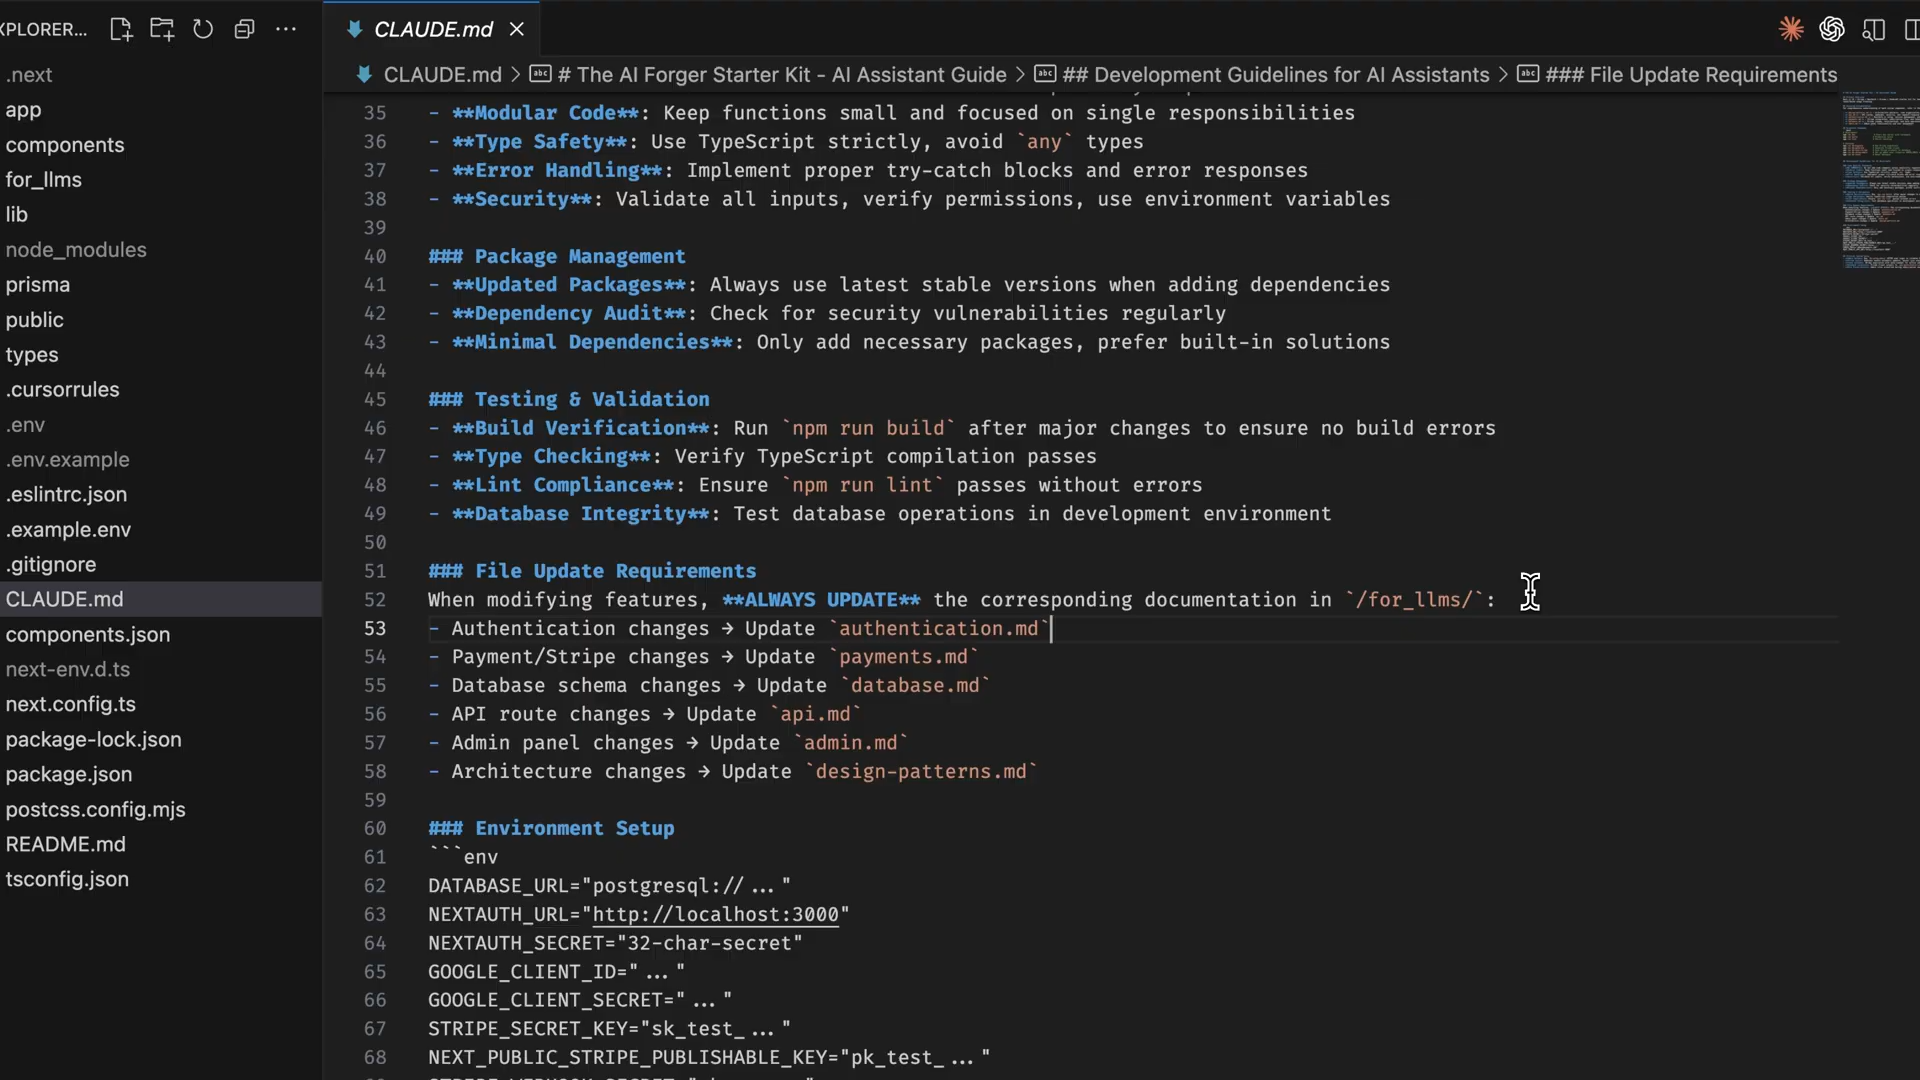 XPLORER...
.next
app
components
for_llms
lib
node_modules
prisma
public
types
.cursorrules
.env
.env.example
.eslintrc.json
.example.env
.gitignore
CLAUDE.md
components.json
next-env.d.ts
next.config.ts
package-lock.json
package.json
postcss.config.mjs
README.md
tsconfig.json
CLAUDE.md
CLAUDE.md > # The AI Forger Starter Kit - AI Assistant Guide > ## Development Guidelines for AI Assistants > ### File Update Requirements
35 - **Modular Code**: Keep functions small and focused on single responsibilities
36 - **Type Safety**: Use TypeScript strictly, avoid `any` types
37 - **Error Handling**: Implement proper try-catch blocks and error responses
38 - **Security**: Validate all inputs, verify permissions, use environment variables
39
40 ### Package Management
41 - **Updated Packages**: Always use latest stable versions when adding dependencies
42 - **Dependency Audit**: Check for security vulnerabilities regularly
43 - **Minimal Dependencies**: Only add necessary packages, prefer built-in solutions
44
45 ### Testing & Validation
46 - **Build Verification**: Run `npm run build` after major changes to ensure no build errors
47 - **Type Checking**: Verify TypeScript compilation passes
48 - **Lint Compliance**: Ensure `npm run lint` passes without errors
49 - **Database Integrity**: Test database operations in development environment
50
51 ### File Update Requirements
52 When modifying features, **ALWAYS UPDATE** the corresponding documentation in `/for_llms/`:
53 - Authentication changes → Update `authentication.md`
54 - Payment/Stripe changes → Update `payments.md`
55 - Database schema changes → Update `database.md`
56 - API route changes → Update `api.md`
57 - Admin panel changes → Update `admin.md`
58 - Architecture changes → Update `design-patterns.md`
59
60 ### Environment Setup
61 ```env
62 DATABASE_URL="postgresql://..."
63 NEXTAUTH_URL="http://localhost:3000"
64 NEXTAUTH_SECRET="32-char-secret"
65 GOOGLE_CLIENT_ID="..."
66 GOOGLE_CLIENT_SECRET="..."
67 STRIPE_SECRET_KEY="sk_test_..."
68 NEXT_PUBLIC_STRIPE_PUBLISHABLE_KEY="pk_test_..."